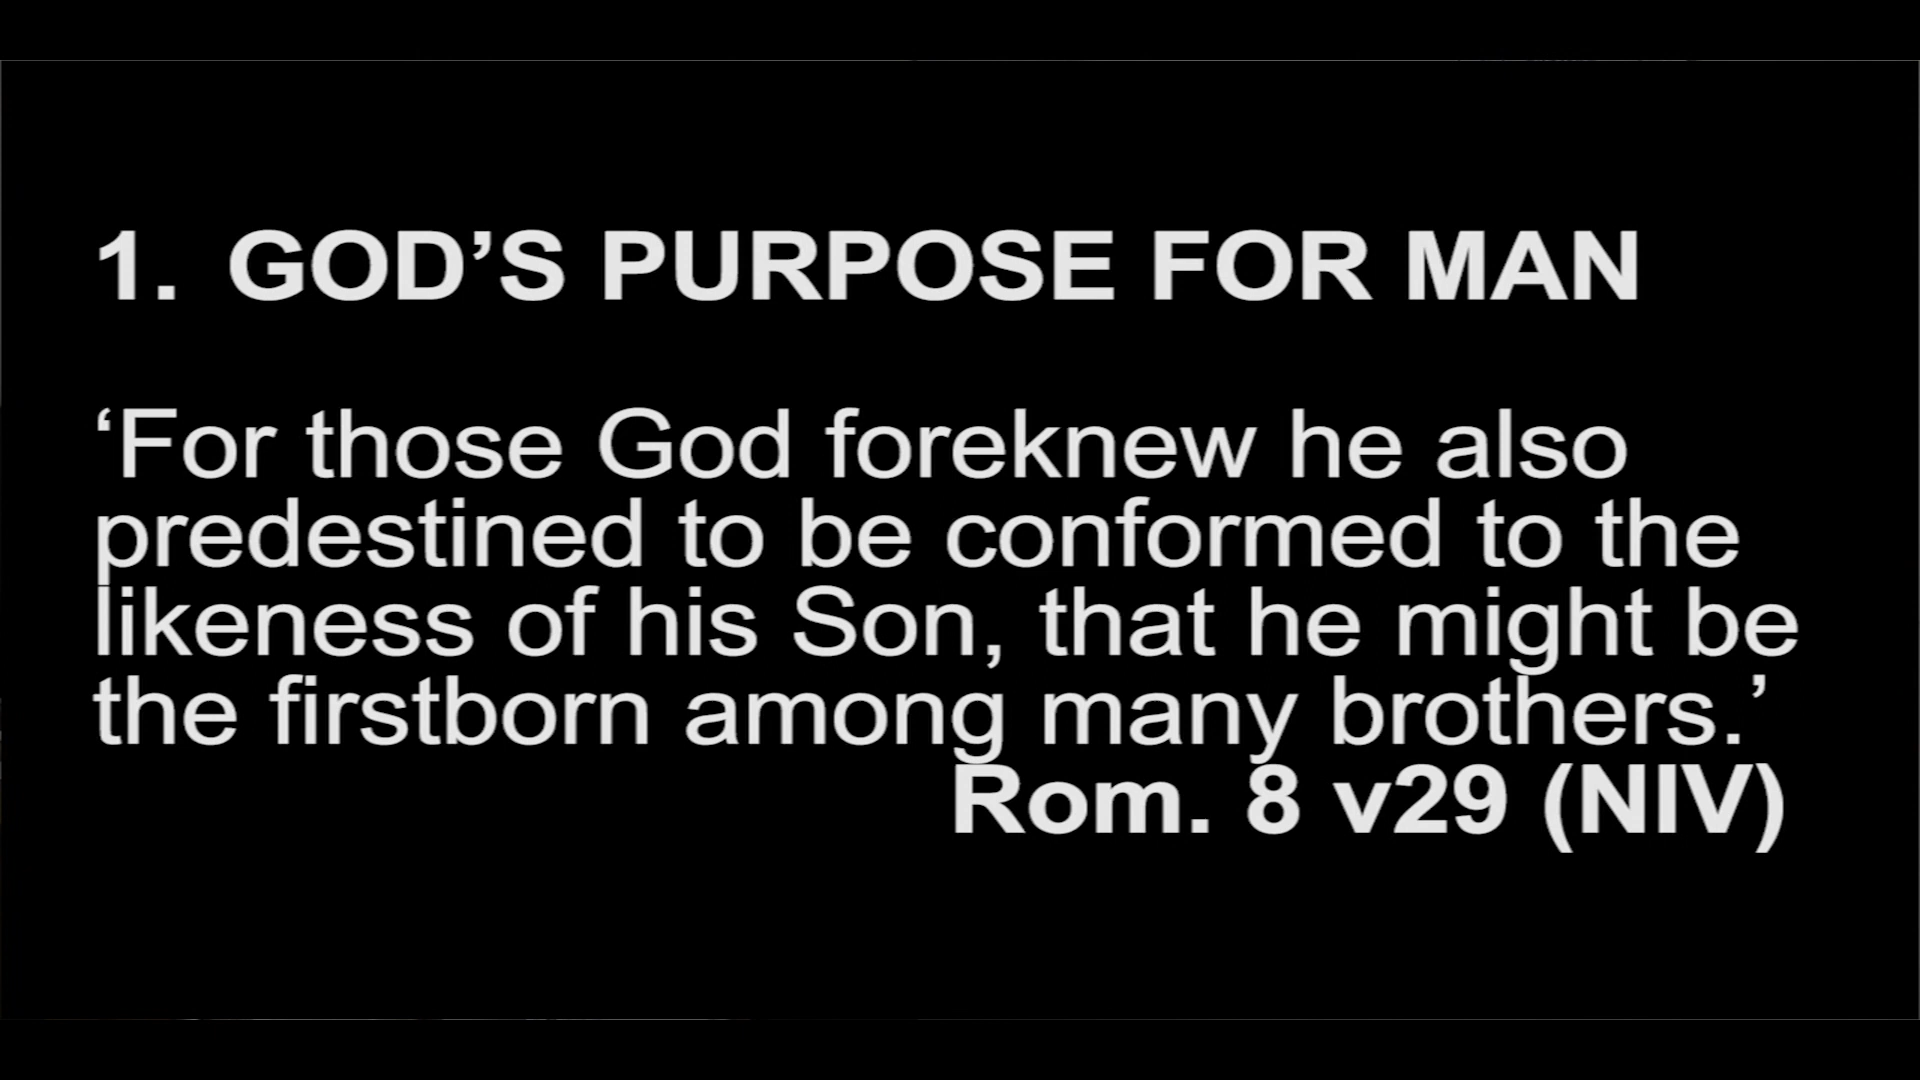 1. GOD’S PURPOSE FOR MAN
‘For those God foreknew he also
predestined to be conformed to the
likeness of his Son, that he might be
the firstborn among many brothers.’
Rom. 8 v29 (NIV)